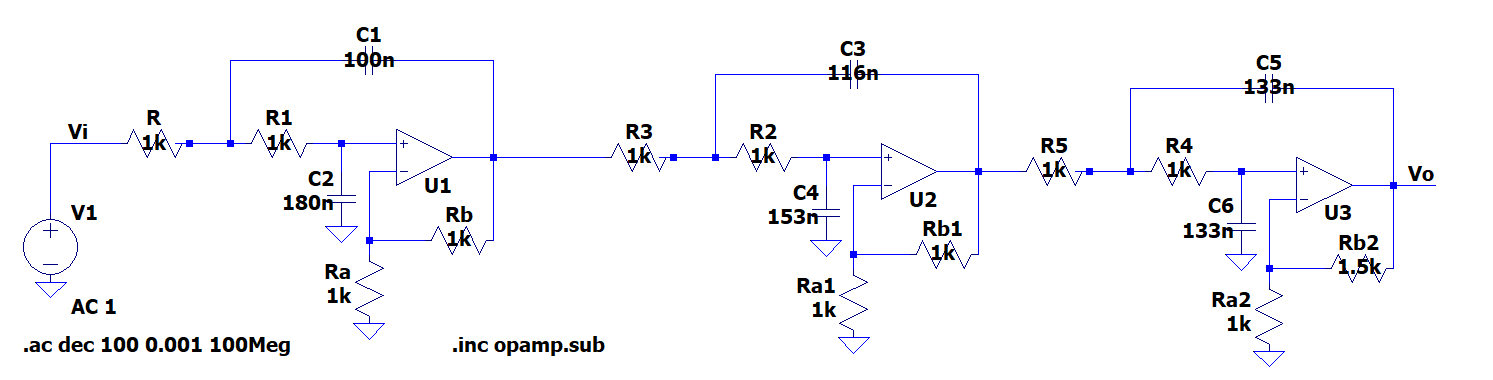 C1
100n
C3
116n
C5
133n
Vi
R
1k
R1
1k
C2
180n
U1
Rb
1k
Ra
1k
V1
AC 1
R3
1k
R2
1k
C4
153n
U2
Rb1
1k
Ra1
1k
R5
1k
R4
1k
C6
133n
U3
Vo
Rb2
1.5k
Ra2
1k
.ac dec 100 0.001 100Meg
.inc opamp.sub